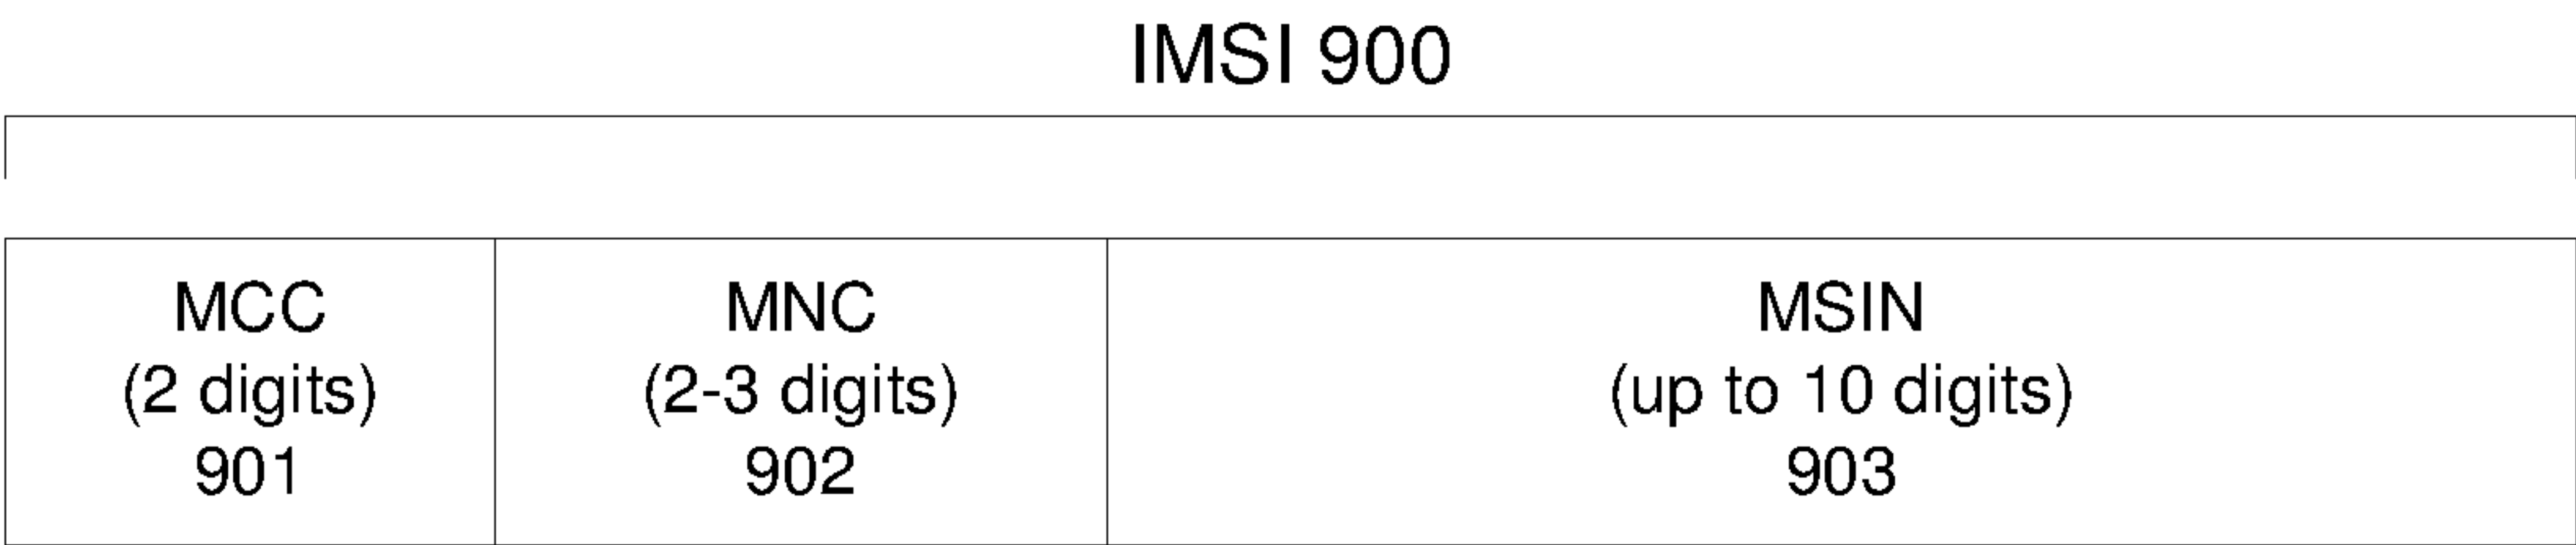 IMSI 900
MCC
(2 digits)
901
MNC
(2-3 digits)
902
MSIN
(up to 10 digits)
903